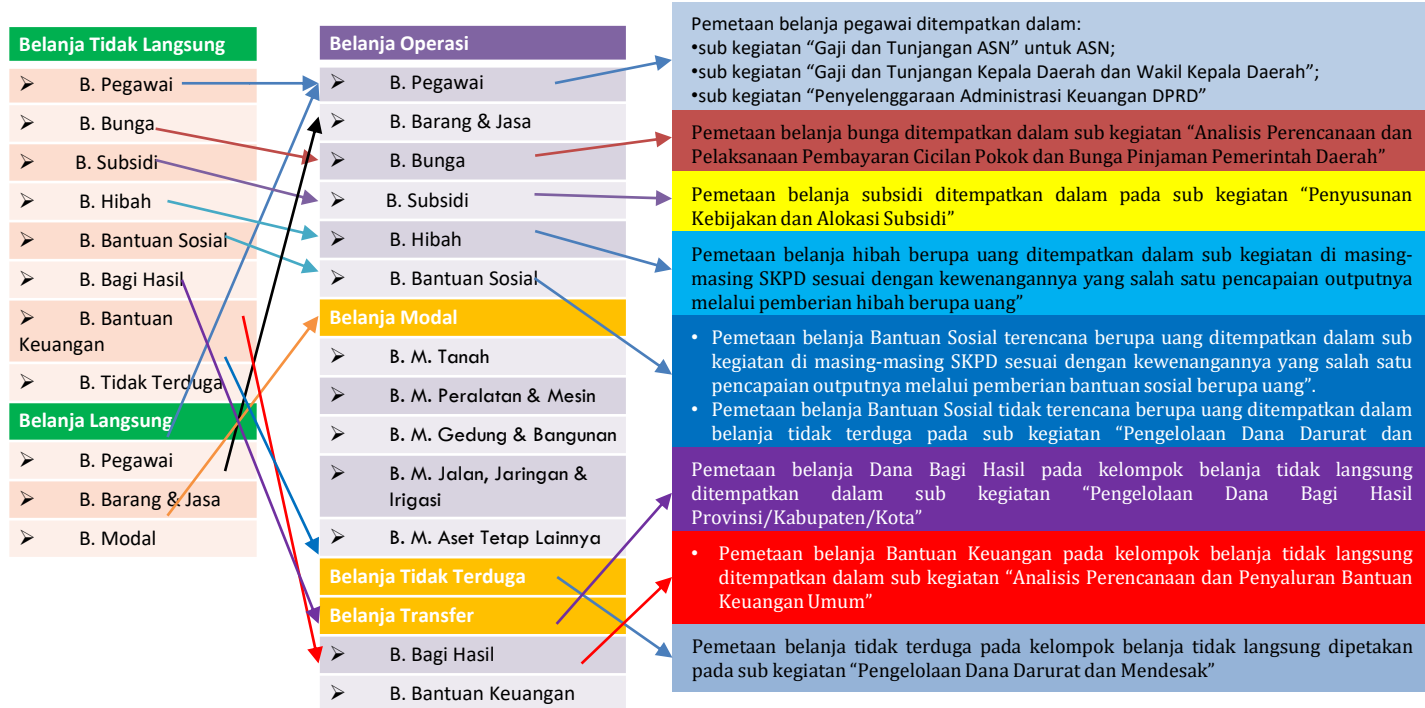 Belanja Tidak Langsung
➢ B. Pegawai
➢ B. Bunga
➢ B. Subsidi
➢ B. Hibah
➢ B. Bantuan Sosial
➢ B. Bagi Hasil
➢ B. Bantuan
Keuangan
➢ B. Tidak Terduga
Belanja Langsung
➢ B. Pegawai
➢ B. Barang & Jasa
➢ B. Modal
Belanja Operasi
➢ B. Pegawai
➢ B. Barang & Jasa
➢ B. Bunga
➢ B. Subsidi
➢ B. Hibah
➢ B. Bantuan Sosial
Belanja Modal
➢ B. M. Tanah
➢ B. M. Peralatan & Mesin
➢ B. M. Gedung & Bangunan
➢ B. M. Jalan, Jaringan &
Irigasi
➢ B. M. Aset Tetap Lainnya
Belanja Tidak Terduga
Belanja Transfer
➢ B. Bagi Hasil
➢ B. Bantuan Keuangan
Pemetaan belanja pegawai ditempatkan dalam:
•sub kegiatan “Gaji dan Tunjangan ASN” untuk ASN;
•sub kegiatan “Gaji dan Tunjangan Kepala Daerah dan Wakil Kepala Daerah”;
•sub kegiatan “Penyelenggaraan Administrasi Keuangan DPRD”
Pemetaan belanja bunga ditempatkan dalam sub kegiatan “Analisis Perencanaan dan
Pelaksanaan Pembayaran Cicilan Pokok dan Bunga Pinjaman Pemerintah Daerah”
Pemetaan belanja subsidi ditempatkan dalam pada sub kegiatan “Penyusunan
Kebijakan dan Alokasi Subsidi”
Pemetaan belanja hibah berupa uang ditempatkan dalam sub kegiatan di masing-
masing SKPD sesuai dengan kewenangannya yang salah satu pencapaian outputnya
melalui pemberian hibah berupa uang”
• Pemetaan belanja Bantuan Sosial terencana berupa uang ditempatkan dalam sub
kegiatan di masing-masing SKPD sesuai dengan kewenangannya yang salah satu
pencapaian outputnya melalui pemberian bantuan sosial berupa uang”.
• Pemetaan belanja Bantuan Sosial tidak terencana berupa uang ditempatkan dalam
belanja tidak terduga pada sub kegiatan “Pengelolaan Dana Darurat dan
Pemetaan belanja Dana Bagi Hasil pada kelompok belanja tidak langsung
ditempatkan dalam sub kegiatan “Pengelolaan Dana Bagi Hasil
Provinsi/Kabupaten/Kota”
• Pemetaan belanja Bantuan Keuangan pada kelompok belanja tidak langsung
ditempatkan dalam sub kegiatan “Analisis Perencanaan dan Penyaluran Bantuan
Keuangan Umum”
Pemetaan belanja tidak terduga pada kelompok belanja tidak langsung dipetakan
pada sub kegiatan “Pengelolaan Dana Darurat dan Mendesak”